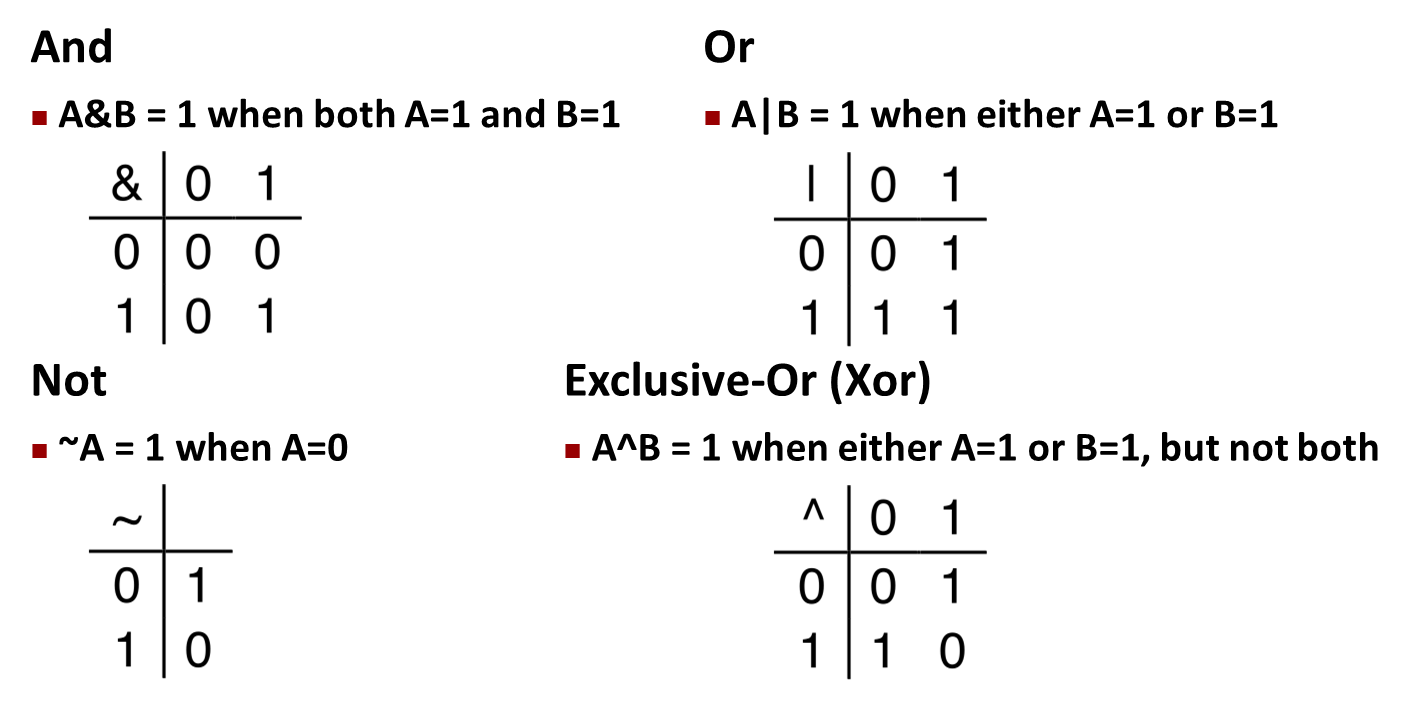 And
▪ A&B = 1 when both A=1 and B=1
& 0 1
0 0 0
1 0 1
Or
▪ A|B = 1 when either A=1 or B=1
| 0 1
0 0 1
1 1 1
Not
▪ ~A = 1 when A=0
~
0 1
1 0
Exclusive-Or (Xor)
▪ A^B = 1 when either A=1 or B=1, but not both
^ 0 1
0 0 1
1 1 0